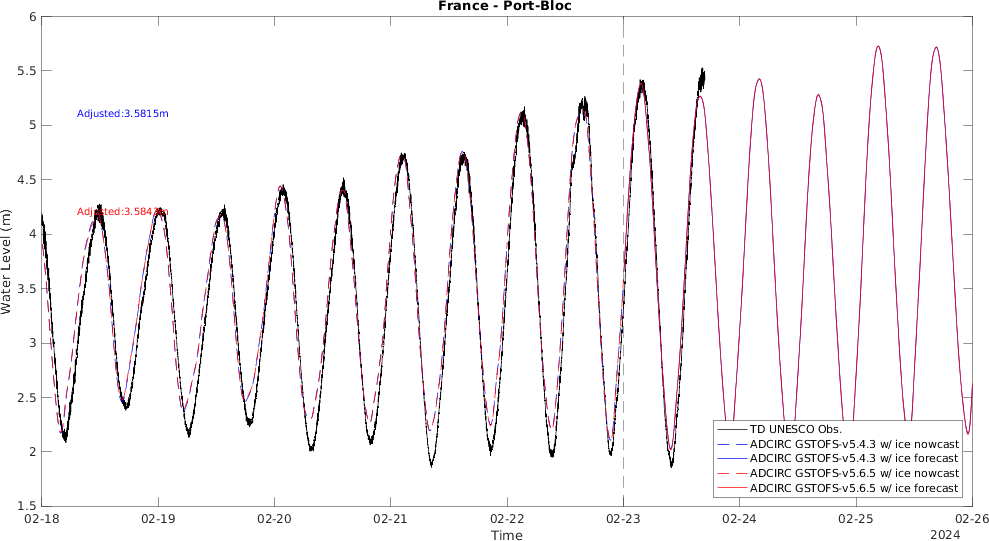 France - Port-Bloc
6
5.5
5
4.5
4
3.5
3
2.5
2
1.5
Water Level (m)
Adjusted:3.5815m
TD UNESCO Obs.
ADCIRC GSTOFS-v5.4.3 w/ ice nowcast
ADCIRC GSTOFS-v5.4.3 w/ ice forecast
ADCIRC GSTOFS-v5.6.5 w/ ice nowcast
ADCIRC GSTOFS-v5.6.5 w/ ice forecast
02-18
02-19
02-20
02-21
02-22
02-23
02-24
02-25
02-26
Time
2024